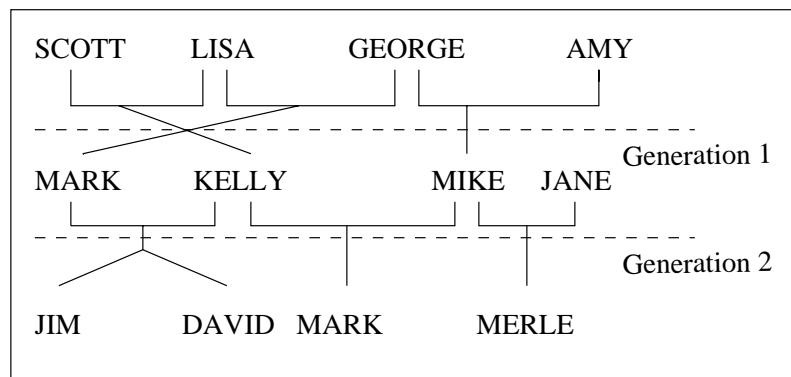 SCOTT LISA GEORGE AMY
Generation 1
MARK KELLY MIKE JANE
Generation 2
JIM DAVID MARK MERLE